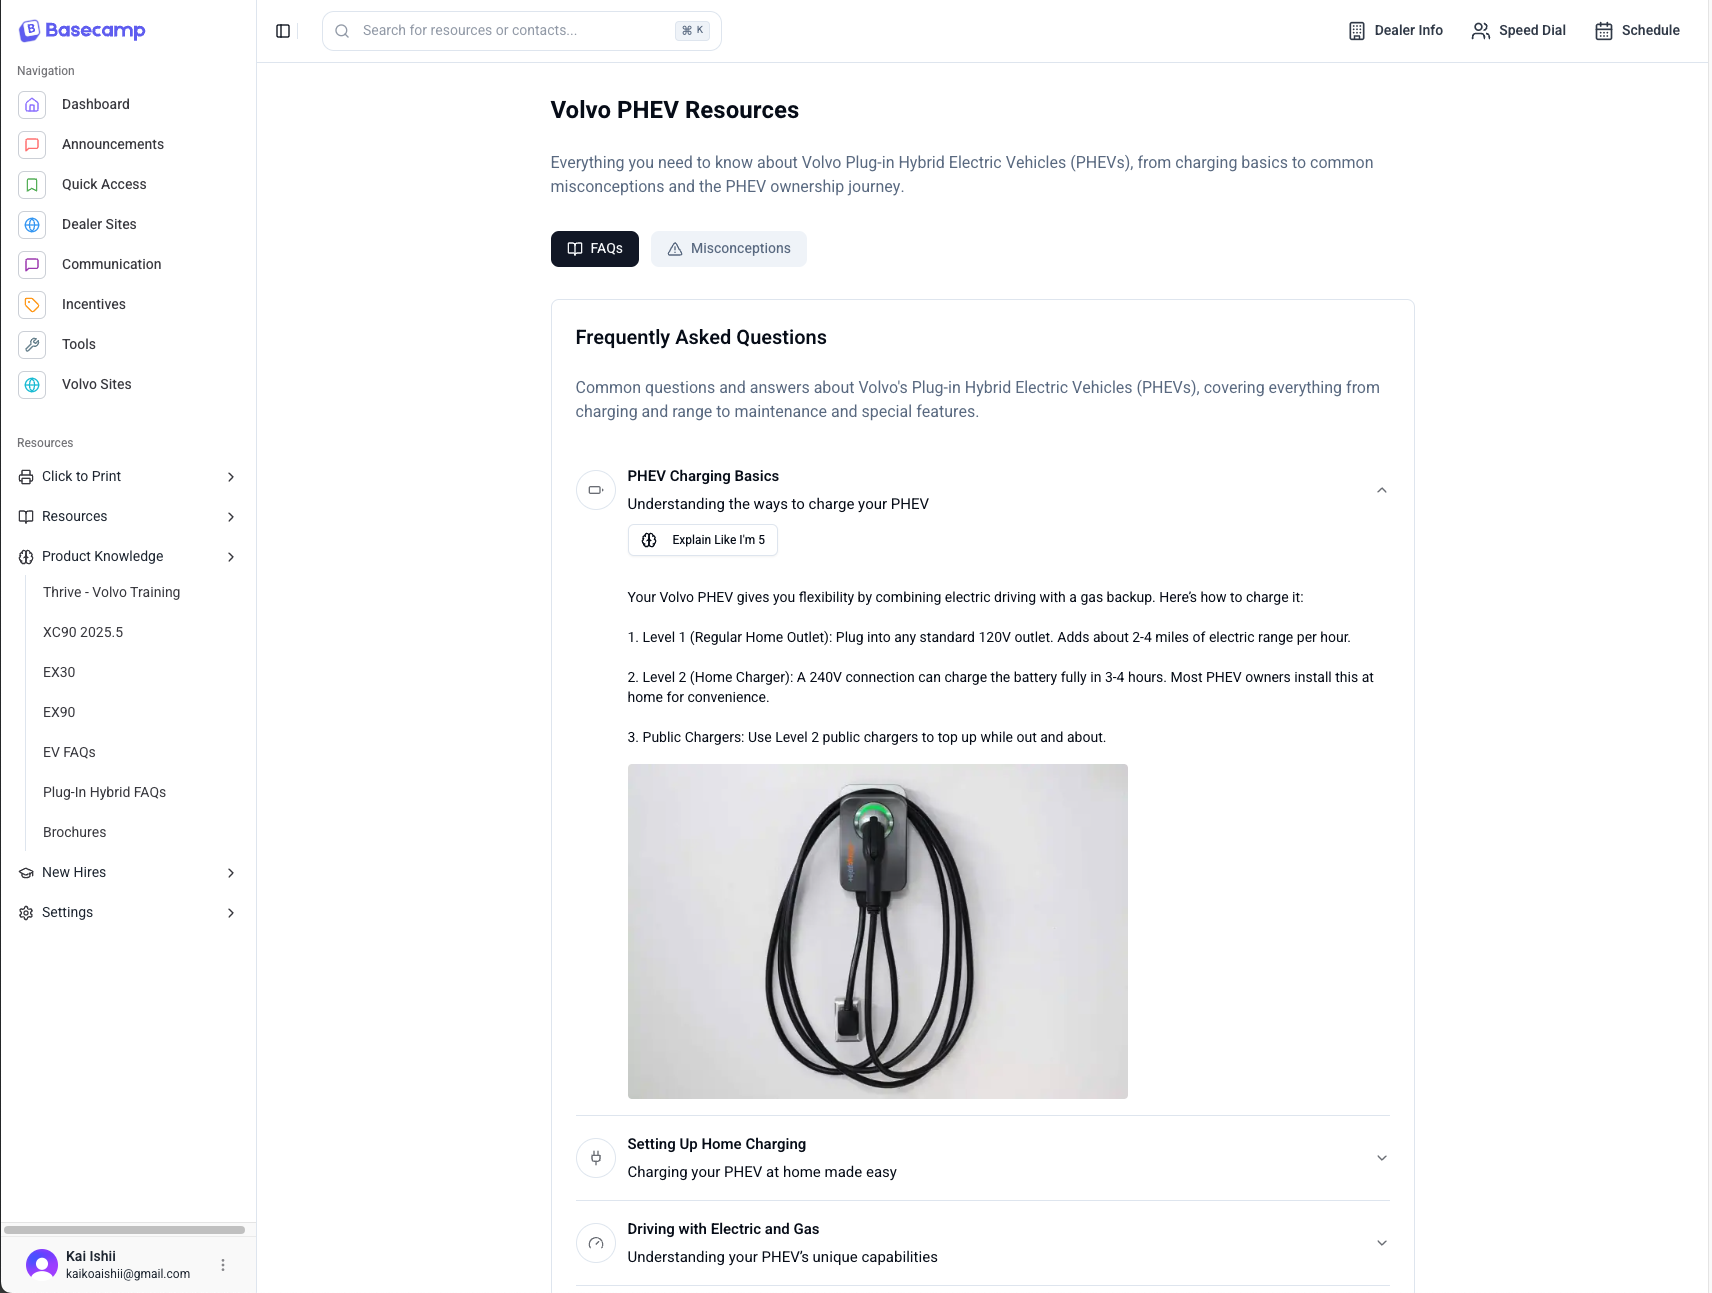 Basecamp
Search for resources or contacts...
⌘ K
Dealer Info
Speed Dial
Schedule
Navigation
Dashboard
Announcements
Quick Access
Dealer Sites
Communication
Incentives
Tools
Volvo Sites
Resources
Click to Print
Resources
Product Knowledge
Thrive - Volvo Training
XC90 2025.5
EX30
EX90
EV FAQs
Plug-In Hybrid FAQs
Brochures
New Hires
Settings
Kai Ishii
kaikoaishii@gmail.com
Volvo PHEV Resources
Everything you need to know about Volvo Plug-in Hybrid Electric Vehicles (PHEVs), from charging basics to common
misconceptions and the PHEV ownership journey.
FAQs
Misconceptions
Frequently Asked Questions
Common questions and answers about Volvo's Plug-in Hybrid Electric Vehicles (PHEVs), covering everything from
charging and range to maintenance and special features.
PHEV Charging Basics
Understanding the ways to charge your PHEV
Explain Like I'm 5
Your Volvo PHEV gives you flexibility by combining electric driving with a gas backup. Here’s how to charge it:
1. Level 1 (Regular Home Outlet): Plug into any standard 120V outlet. Adds about 2-4 miles of electric range per hour.
2. Level 2 (Home Charger): A 240V connection can charge the battery fully in 3-4 hours. Most PHEV owners install this at
home for convenience.
3. Public Chargers: Use Level 2 public chargers to top up while out and about.
Setting Up Home Charging
Charging your PHEV at home made easy
Driving with Electric and Gas
Understanding your PHEV’s unique capabilities